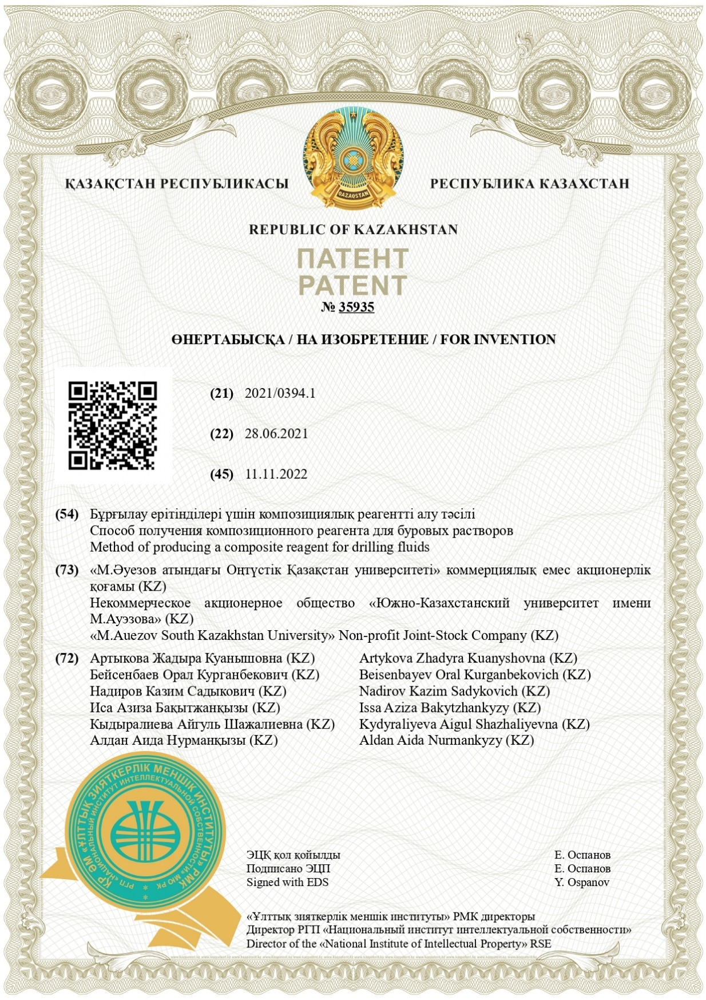 ҚАЗАҚСТАН РЕСПУБЛИКАСЫ
РЕСПУБЛИКА КАЗАХСТАН
QAZAQSTAN
REPUBLIC OF KAZAKHSTAN
ПАТЕНТ
PATENT
№ 35935
ӨНЕРТАБЫСҚА / НА ИЗОБРЕТЕНИЕ / FOR INVENTION
(21) 2021/0394.1
(22) 28.06.2021
(45) 11.11.2022
(54) Бұрғылау ерітінділері үшін композициялық реагентті алу тәсілі
Способ получения композиционного реагента для буровых растворов
Method of producing a composite reagent for drilling fluids
(73) «М.Әуезов атындағы Оңтүстік Қазақстан университеті» коммерциялық емес акционерлік
қоғамы (KZ)
Некоммерческое акционерное общество «Южно-Казахстанский университет имени
М.Ауэзова» (KZ)
«M.Auezov South Kazakhstan University» Non-profit Joint-Stock Company (KZ)
(72) Артыкова Жадыра Куанышовна (KZ) Artykova Zhadyra Kuanyshovna (KZ)
Бейсенбаев Орал Курганбекович (KZ) Beisenbayev Oral Kurganbekovich (KZ)
Надиров Казим Садыкович (KZ) Nadirov Kazim Sadykovich (KZ)
Иса Азиза Бақытжанқызы (KZ) Issa Aziza Bakytzhankyzy (KZ)
Кыдыралиева Айгуль Шажалиевна (KZ) Kydyraliyeva Aigul Shazhaliyevna (KZ)
Алдан Аида Нурманқызы (KZ) Aldan Aida Nurmankyzy (KZ)
ҚР ӘМ «ҰЛТТЫҚ ЗИЯТКЕРЛІК МЕНШІК ИНСТИТУТЫ» РМК
РГП «НАЦИОНАЛЬНЫЙ ИНСТИТУТ ИНТЕЛЛЕКТУАЛЬНОЙ СОБСТВЕННОСТИ» МЮ РК
ЭЦҚ қол қойылды Е. Оспанов
Подписано ЭЦП Е. Оспанов
Signed with EDS Y. Ospanov
«Ұлттық зияткерлік меншік институты» РМК директоры
Директор РГП «Национальный институт интеллектуальной собственности»
Director of the «National Institute of Intellectual Property» RSE